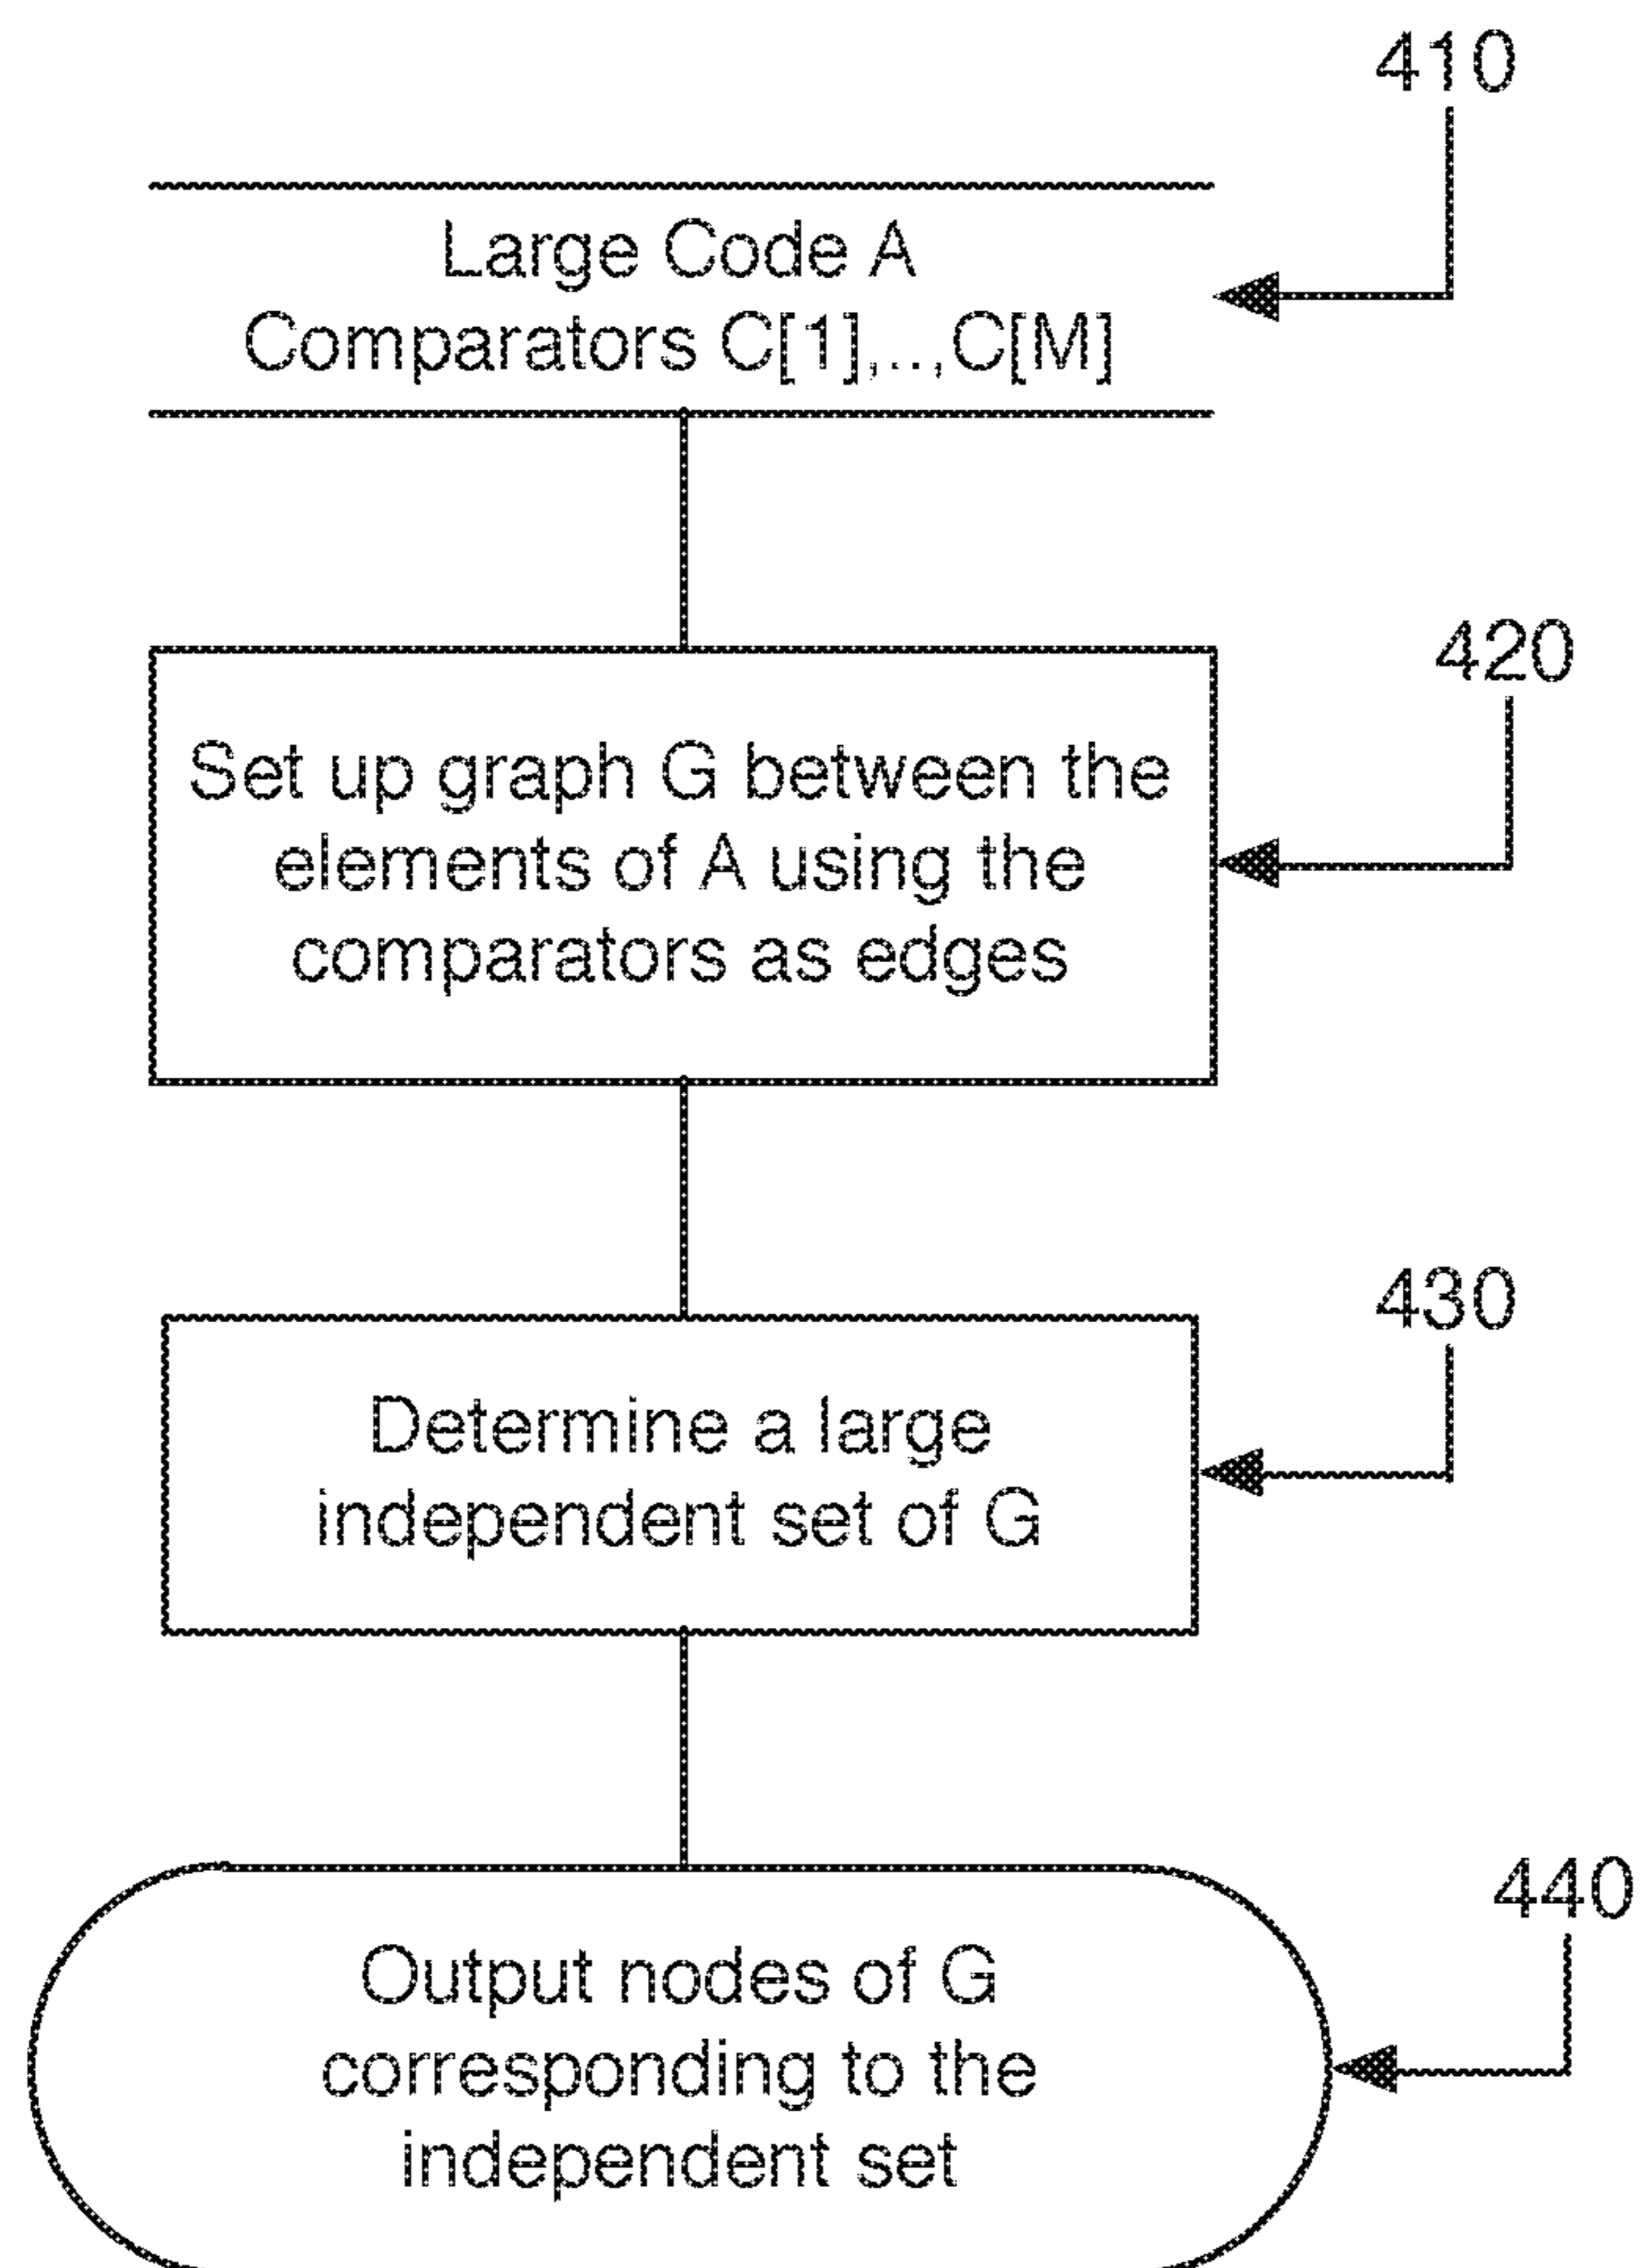 410
Large Code A
Comparators C[1],..,C[M]
420
Set up graph G between the
elements of A using the
comparators as edges
430
Determine a large
independent set of G
440
Output nodes of G
corresponding to the
independent set